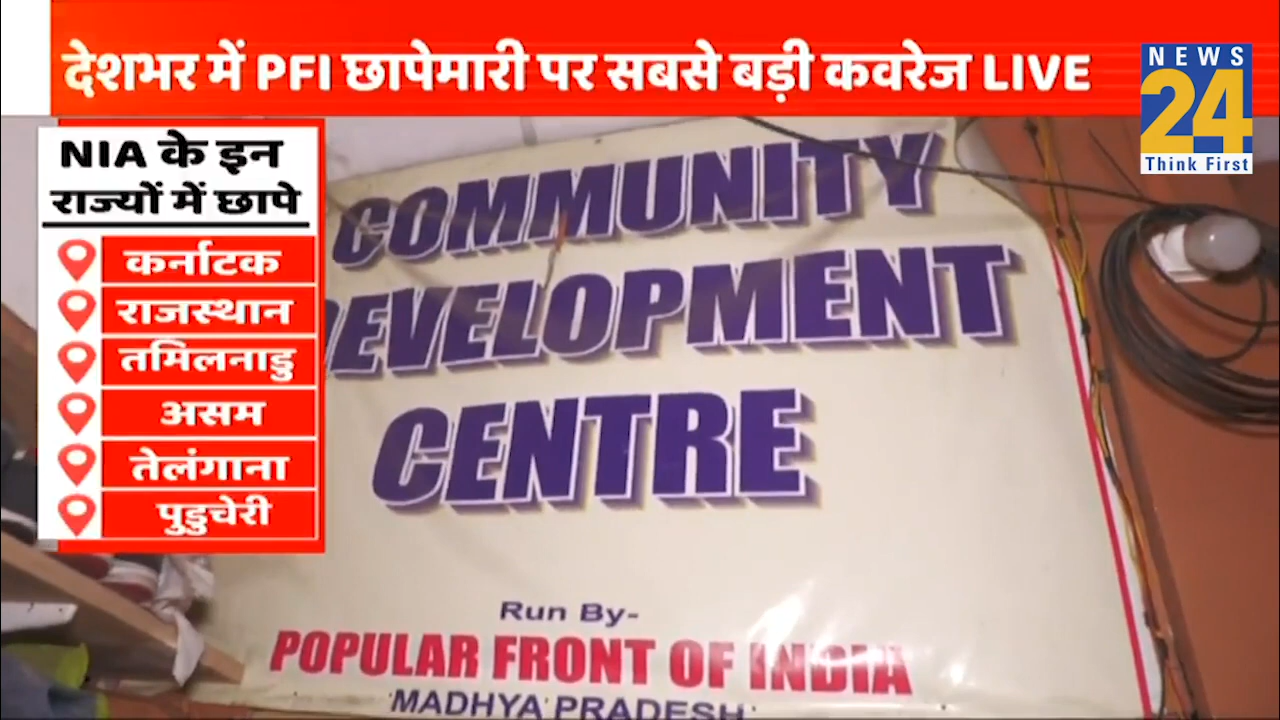 देशभर में PFI छापेमारी पर सबसे बड़ी कवरेज LIVE
NEWS
24
Think First
NIA के इन
राज्यों में छापे
कर्नाटक
राजस्थान
तमिलनाडु
असम
तेलंगाना
पुडुचेरी
COMMUNITY
DEVELOPMENT
CENTRE
Run By-
POPULAR FRONT OF INDIA
MADHYA PRADESH